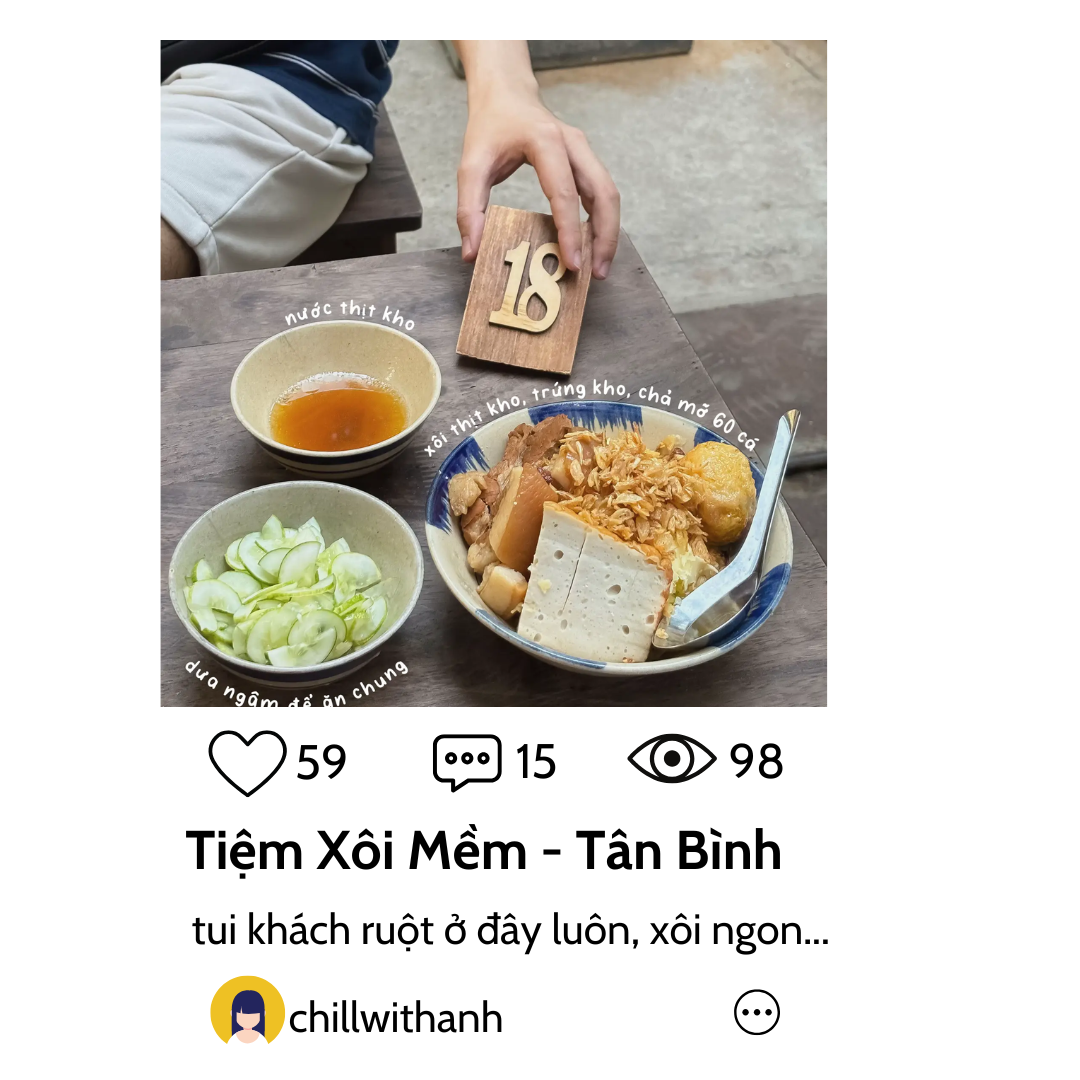 18
nước thịt kho
xôi thịt kho, trứng kho, chả mỡ 60 cá
dưa ngâm để ăn chung
59
15
98
Tiệm Xôi Mềm - Tân Bình
tui khách ruột ở đây luôn, xôi ngon...
chillwithanh